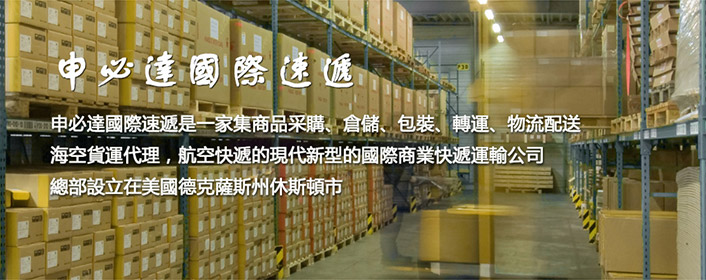 申必達國際速遞
申必達國際速遞是一家集商品采購、倉儲、包裝、轉運、物流配送
海空貨運代理，航空快遞的現代新型的國際商業快遞運輸公司
總部設立在美國德克薩斯州休斯頓市